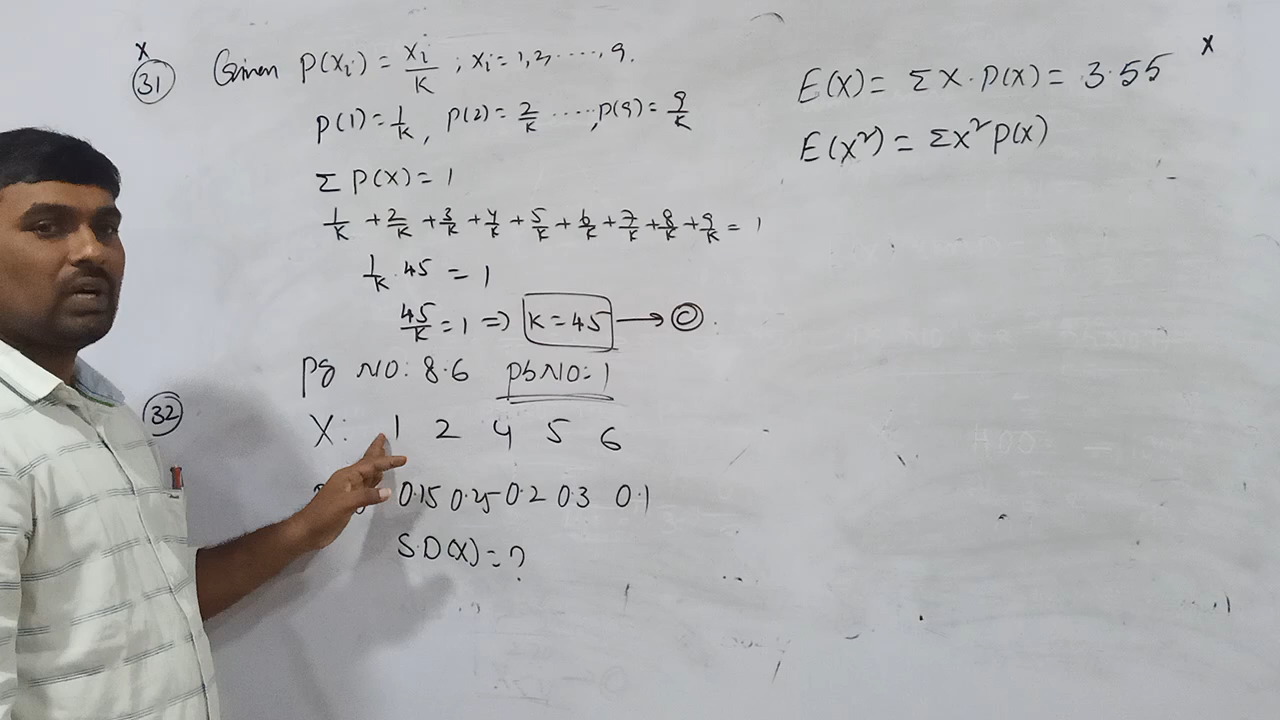 x
31 Given P(Xi) = Xi/K ; xi = 1, 2, ....., 9.
P(1) = 1/K, P(2) = 2/K ....., P(9) = 9/K
Σ P(X) = 1
1/K + 2/K + 3/K + 4/K + 5/K + 6/K + 7/K + 8/K + 9/K = 1
1/K . 45 = 1
45/K = 1 => K = 45 → C .
Pg NO: 8.6 Pb NO: 1
32
X: 1 2 4 5 6
0.15 0.25 0.2 0.3 0.1
S.D(X) = ?
x
E(X) = Σ X . P(X) = 3.55
E(X²) = Σ X² P(X)